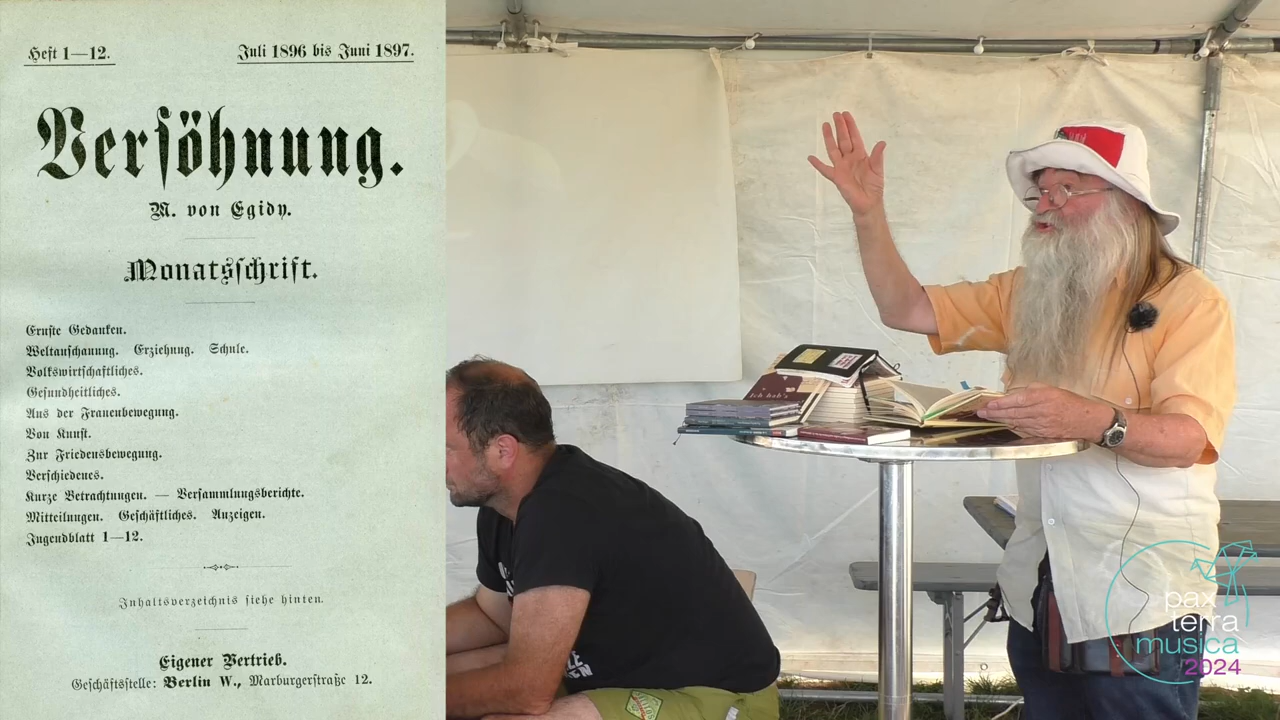 Heft 1—12.
Juli 1896 bis Juni 1897.
Versöhnung.
M. von Egidy.
Monatsschrift.
Ernste Gedanken.
Weltanschauung. Erziehung. Schule.
Volkswirtschaftliches.
Gesundheitliches.
Aus der Frauenbewegung.
Von Kunst.
Zur Friedensbewegung.
Verschiedenes.
Kurze Betrachtungen. — Versammlungsberichte.
Mitteilungen. Geschäftliches. Anzeigen.
Jugendblatt 1—12.
Inhaltsverzeichnis siehe hinten.
Eigener Vertrieb.
Geschäftsstelle: Berlin W., Marburgerstraße 12.
Ich hab's
pax
terra
musica
2024